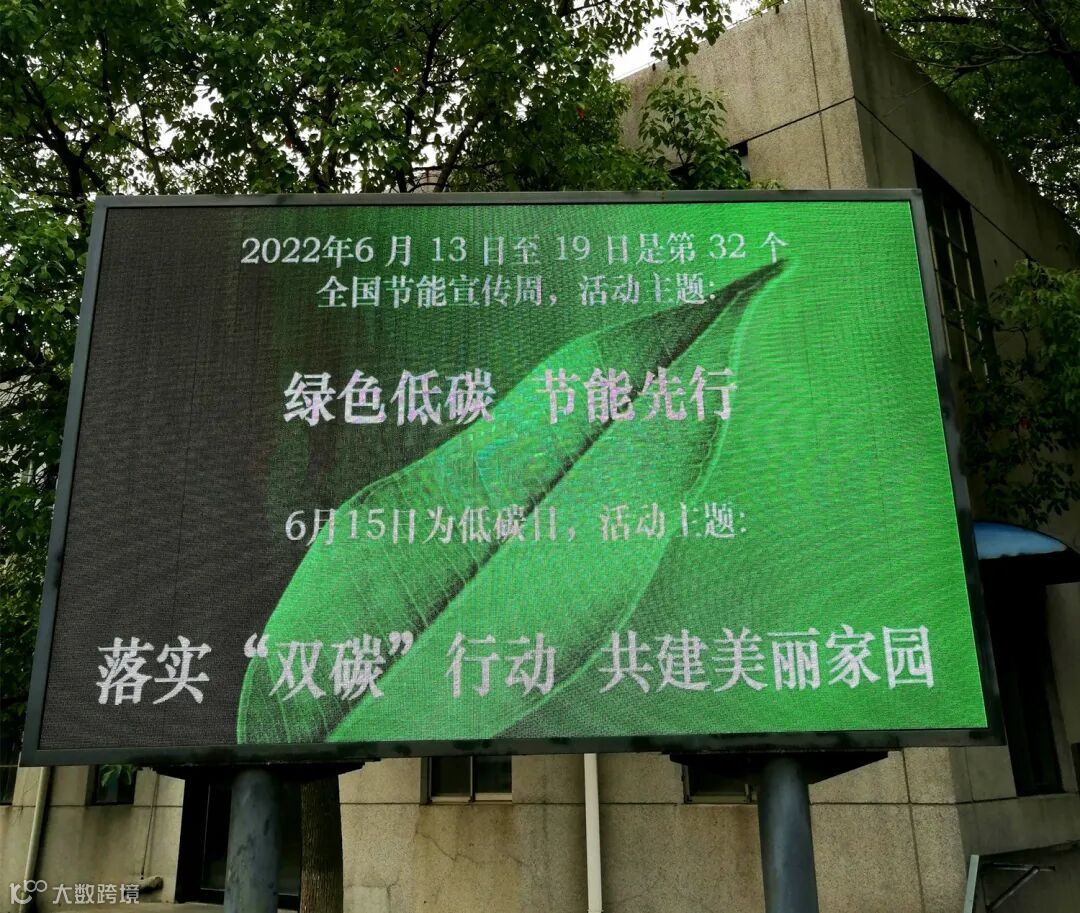 2022年6月13日至19日是第32个
全国节能宣传周，活动主题:
绿色低碳 节能先行
6月15日为低碳日，活动主题:
落实“双碳”行动 共建美丽家园
大数跨境